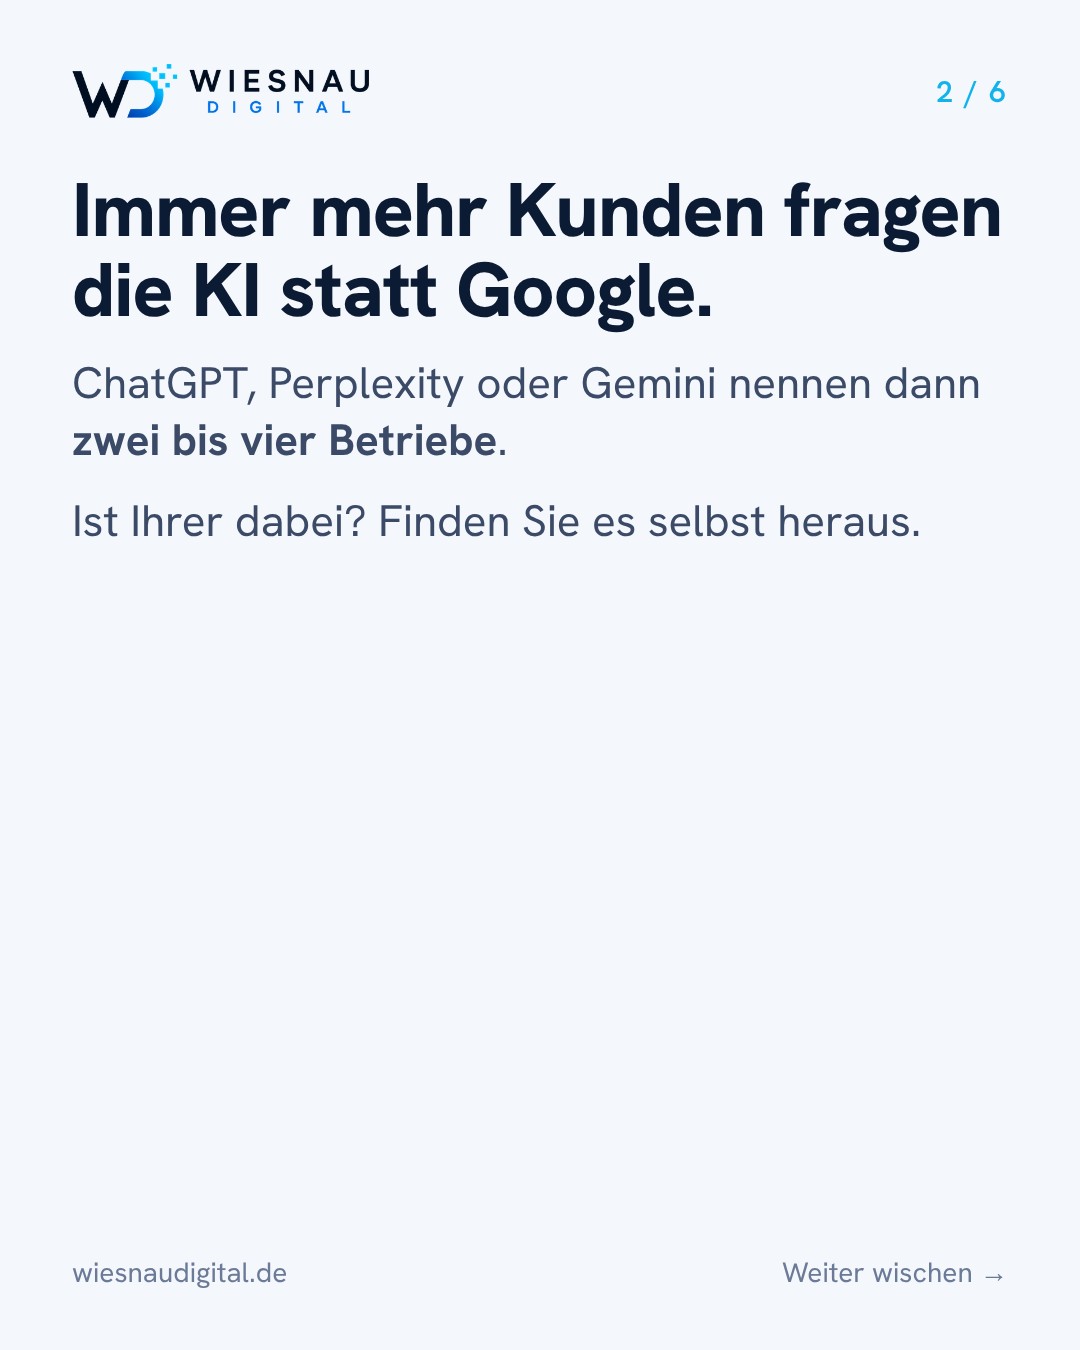 WIESNAU
DIGITAL
2 / 6
Immer mehr Kunden fragen
die KI statt Google.
ChatGPT, Perplexity oder Gemini nennen dann
zwei bis vier Betriebe.
Ist Ihrer dabei? Finden Sie es selbst heraus.
wiesnaudigital.de
Weiter wischen →